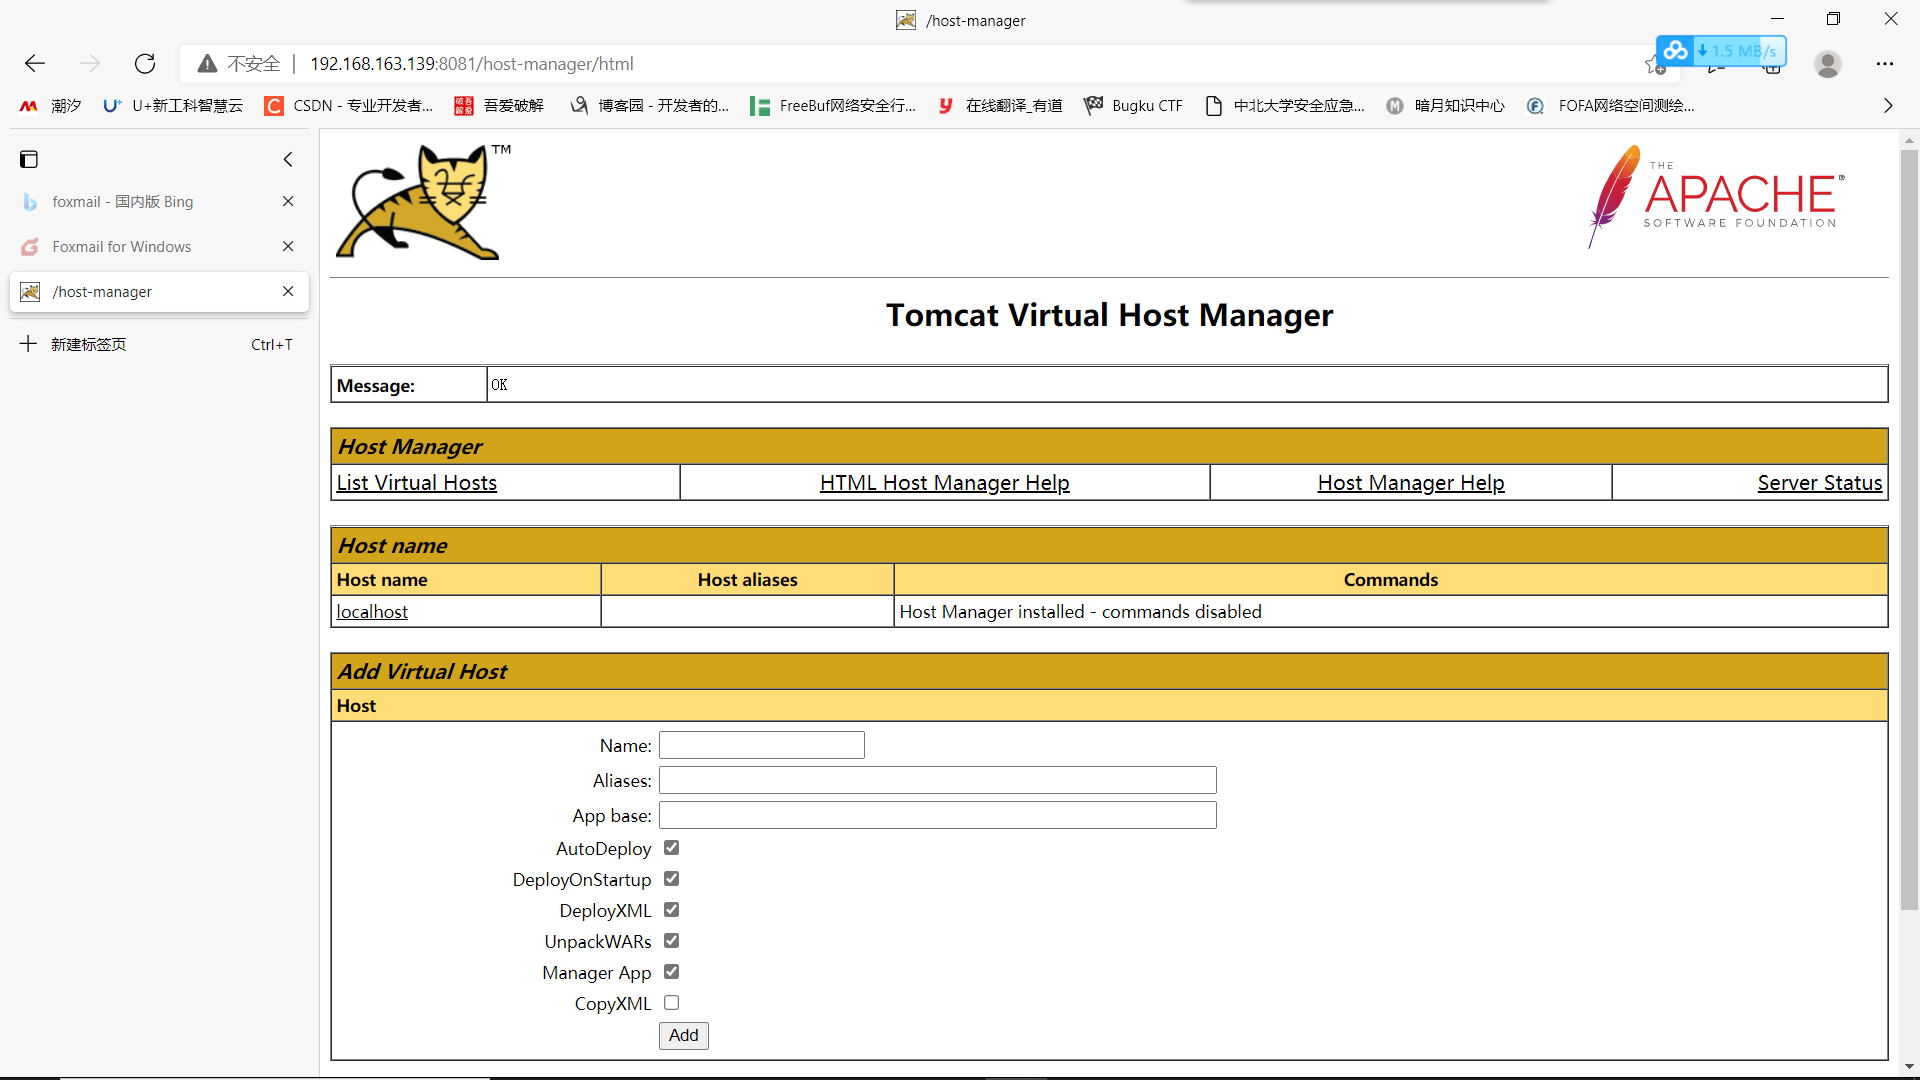 /host-manager
不安全 192.168.163.139:8081/host-manager/html
1.5 MB/s
潮汐 U+新工科智慧云 CSDN - 专业开发者... 吾爱破解 博客园 - 开发者的... FreeBuf网络安全行... 在线翻译_有道 Bugku CTF 中北大学安全应急... 暗月知识中心 FOFA网络空间测绘...
foxmail - 国内版 Bing
Foxmail for Windows
/host-manager
新建标签页 Ctrl+T
TM
THE
APACHE®
SOFTWARE FOUNDATION
Tomcat Virtual Host Manager
Message: OK
Host Manager
List Virtual Hosts HTML Host Manager Help Host Manager Help Server Status
Host name
Host name Host aliases Commands
localhost Host Manager installed - commands disabled
Add Virtual Host
Host
Name:
Aliases:
App base:
AutoDeploy
DeployOnStartup
DeployXML
UnpackWARs
Manager App
CopyXML
Add